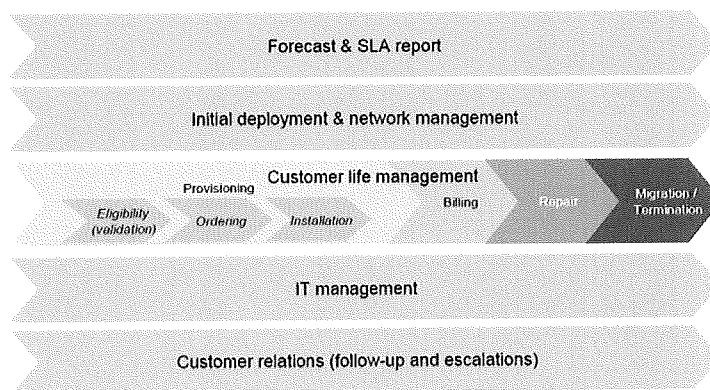 Forecast & SLA report
Initial deployment & network management
Customer life management
Provisioning
Eligibility
(validation)
Ordering
Installation
Billing
Repair
Migration /
Termination
IT management
Customer relations (follow-up and escalations)